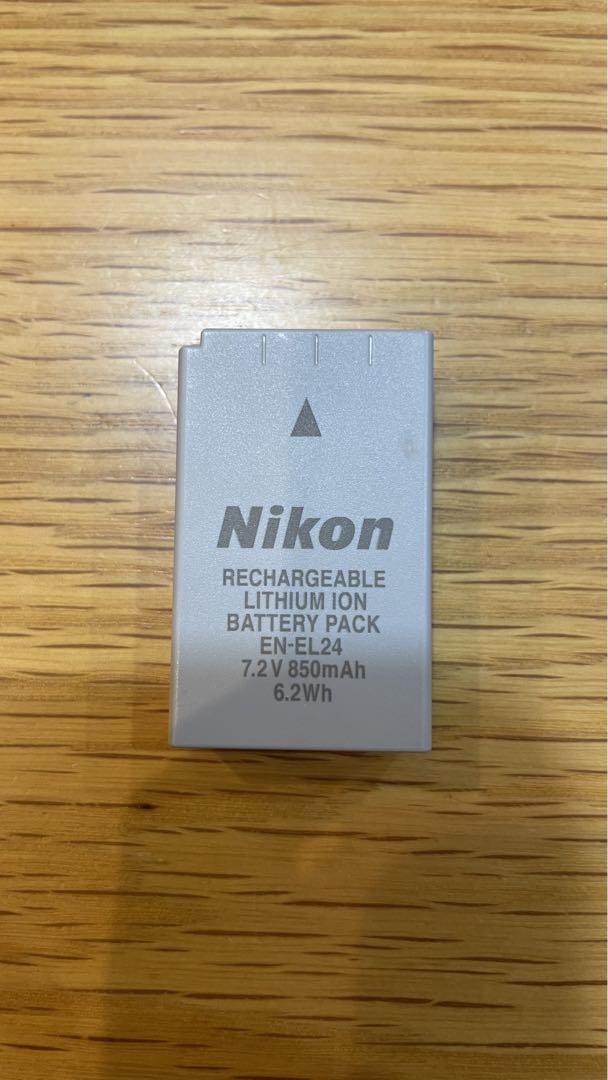 Nikon
RECHARGEABLE
LITHIUM ION
BATTERY PACK
EN-EL24
7.2V 850mAh
6.2Wh